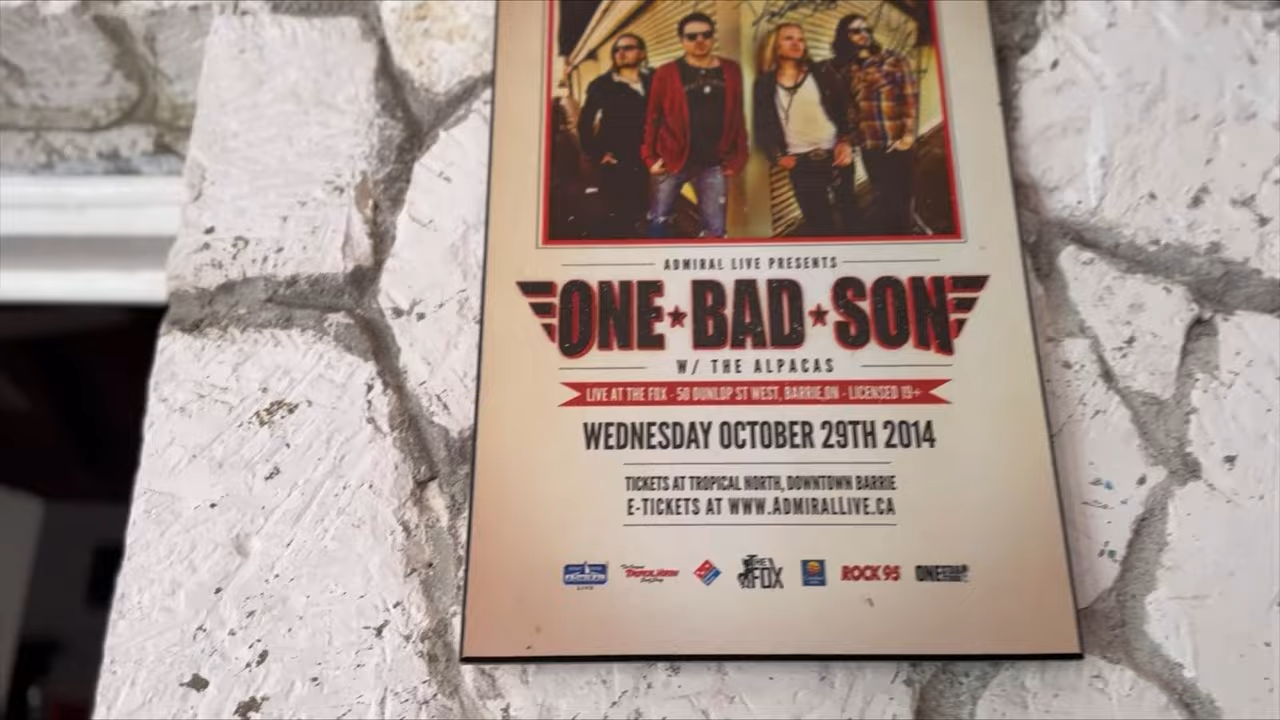 ADMIRAL LIVE PRESENTS
ONE★BAD★SON
W/ THE ALPACAS
LIVE AT THE FOX - 50 DUNLOP ST WEST, BARRIE, ON - LICENSED 19+
WEDNESDAY OCTOBER 29TH 2014
TICKETS AT TROPICAL NORTH, DOWNTOWN BARRIE
E-TICKETS AT WWW.ADMIRALLIVE.CA
LIVE THE FOX ROCK 95